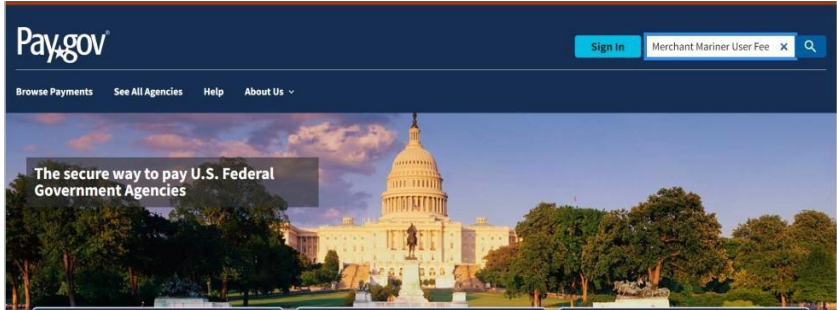 Pay.gov
Sign In
Merchant Mariner User Fee
Browse Payments
See All Agencies
Help
About Us
The secure way to pay U.S. Federal
Government Agencies